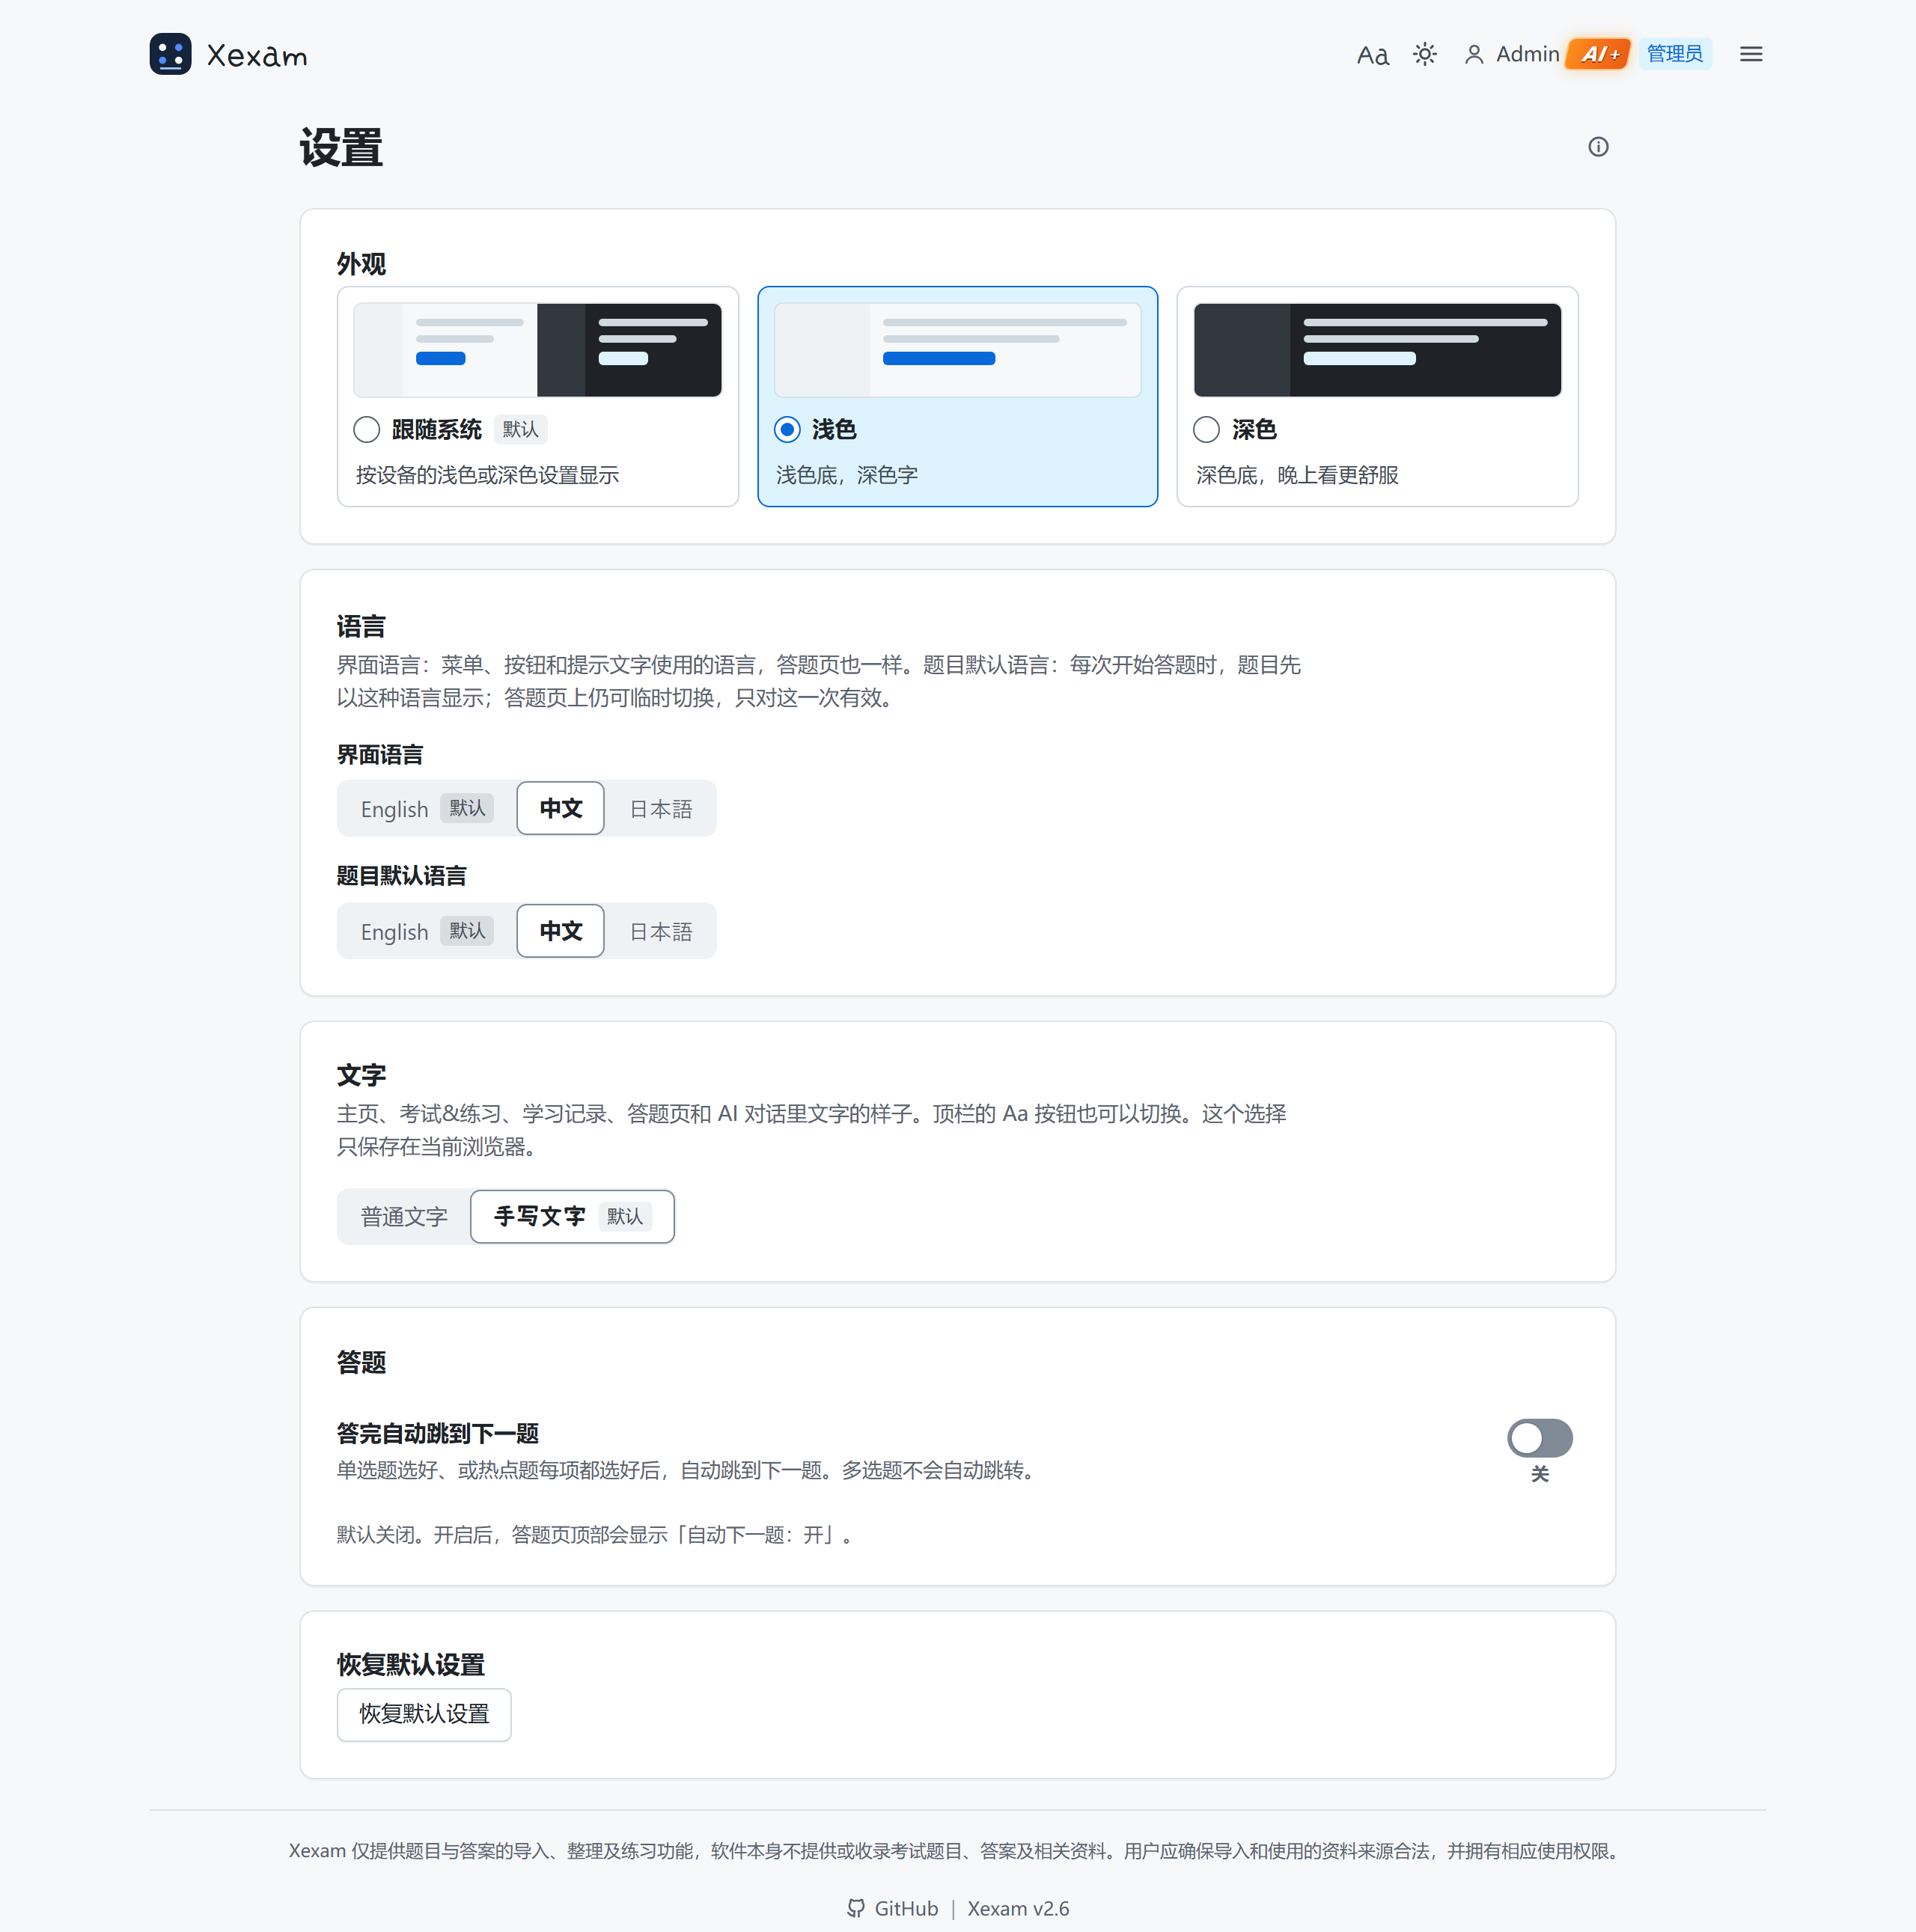 Xexam
Aa Admin AI+ 管理员
设置
外观
跟随系统 默认
按设备的浅色或深色设置显示
浅色
浅色底，深色字
深色
深色底，晚上看更舒服
语言
界面语言：菜单、按钮和提示文字使用的语言，答题页也一样。题目默认语言：每次开始答题时，题目先
以这种语言显示；答题页上仍可临时切换，只对这一次有效。
界面语言
English 默认 中文 日本語
题目默认语言
English 默认 中文 日本語
文字
主页、考试&练习、学习记录、答题页和 AI 对话里文字的样子。顶栏的 Aa 按钮也可以切换。这个选择
只保存在当前浏览器。
普通文字 手写文字 默认
答题
答完自动跳到下一题
单选题选好、或热点题每项都选好后，自动跳到下一题。多选题不会自动跳转。
关
默认关闭。开启后，答题页顶部会显示「自动下一题：开」。
恢复默认设置
恢复默认设置
Xexam 仅提供题目与答案的导入、整理及练习功能，软件本身不提供或收录考试题目、答案及相关资料。用户应确保导入和使用的资料来源合法，并拥有相应使用权限。
GitHub | Xexam v2.6